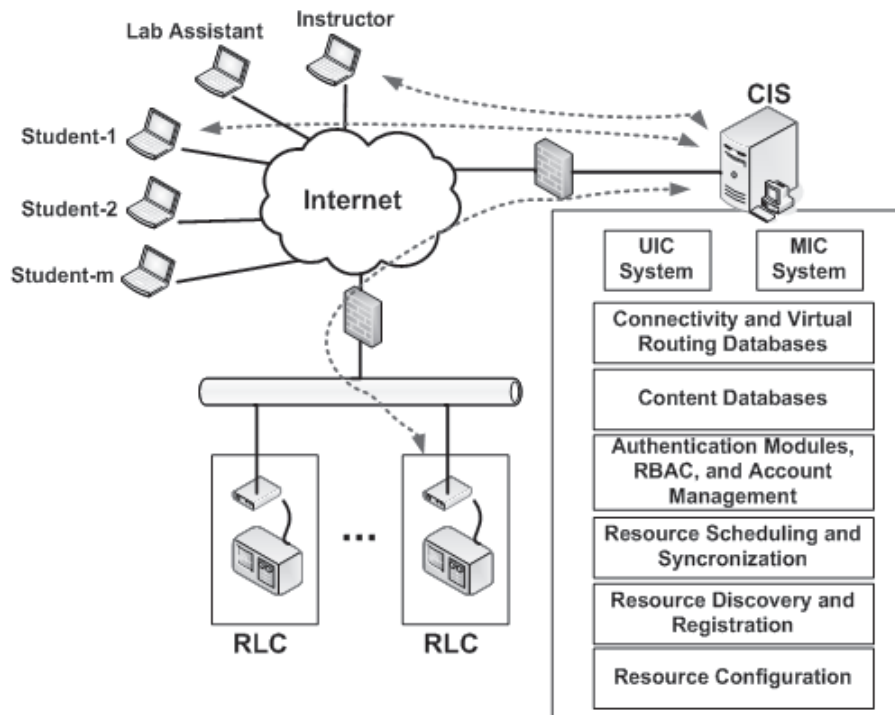 Instructor
Lab Assistant
CIS
Student-1
Internet
Student-2
UIC
System
MIC
System
Student-m
Connectivity and Virtual
Routing Databases
Content Databases
Authentication Modules,
RBAC, and Account
Management
Resource Scheduling and
Syncronization
Resource Discovery and
Registration
Resource Configuration
...
RLC
RLC